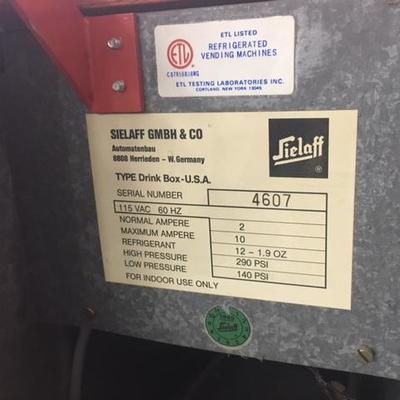 ETL LISTED
REFRIGERATED
VENDING MACHINES
ETL
ETL TESTING LABORATORIES INC.
CORTLAND, NEW YORK 13045
SIELAFF GMBH & CO
Automatenbau
8808 Herrieden - W. Germany
Sielaff
®
TYPE Drink Box-U.S.A.
SERIAL NUMBER 4607
115 VAC 60 HZ
NORMAL AMPERE 2
MAXIMUM AMPERE 10
REFRIGERANT 12 - 1.9 OZ
HIGH PRESSURE 290 PSI
LOW PRESSURE 140 PSI
FOR INDOOR USE ONLY
Sielaff